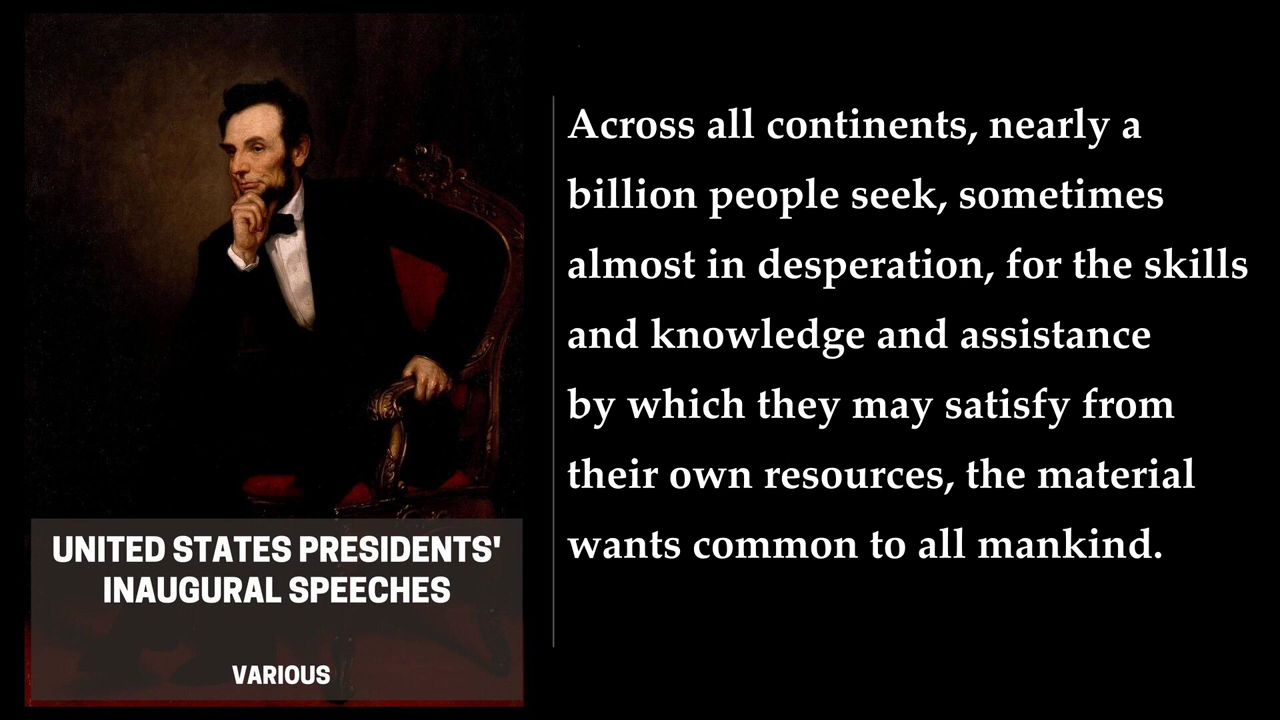 UNITED STATES PRESIDENTS'
INAUGURAL SPEECHES
VARIOUS
Across all continents, nearly a
billion people seek, sometimes
almost in desperation, for the skills
and knowledge and assistance
by which they may satisfy from
their own resources, the material
wants common to all mankind.